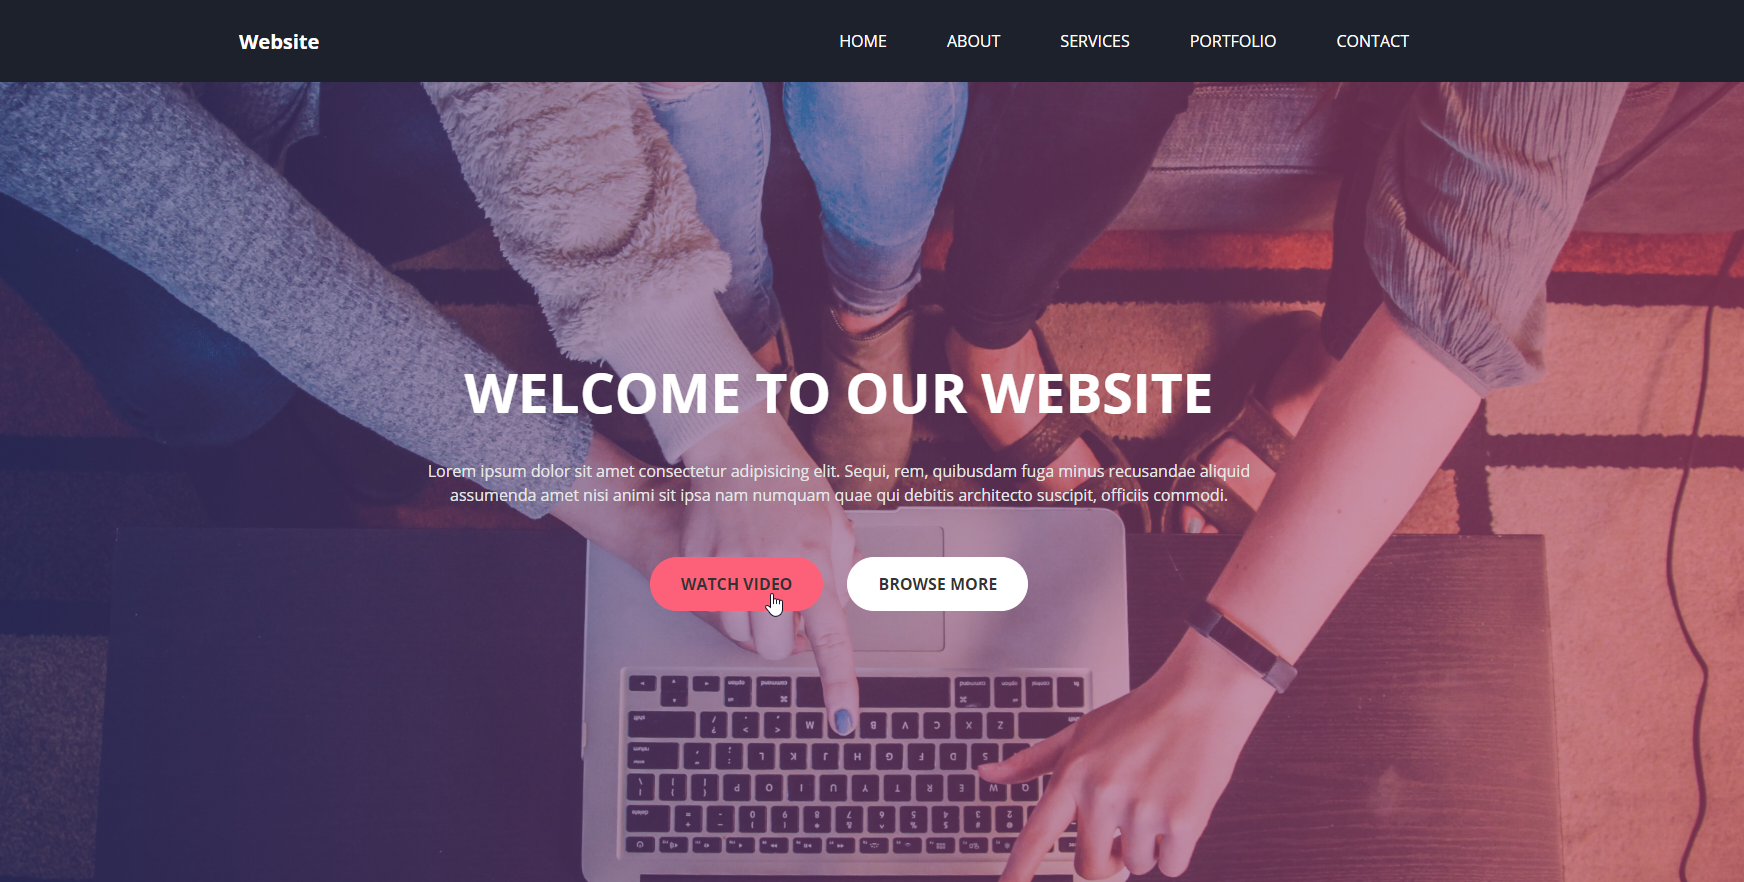 Website
HOME ABOUT SERVICES PORTFOLIO CONTACT
WELCOME TO OUR WEBSITE
Lorem ipsum dolor sit amet consectetur adipisicing elit. Sequi, rem, quibusdam fuga minus recusandae aliquid
assumenda amet nisi animi sit ipsa nam numquam quae qui debitis architecto suscipit, officiis commodi.
WATCH VIDEO
BROWSE MORE